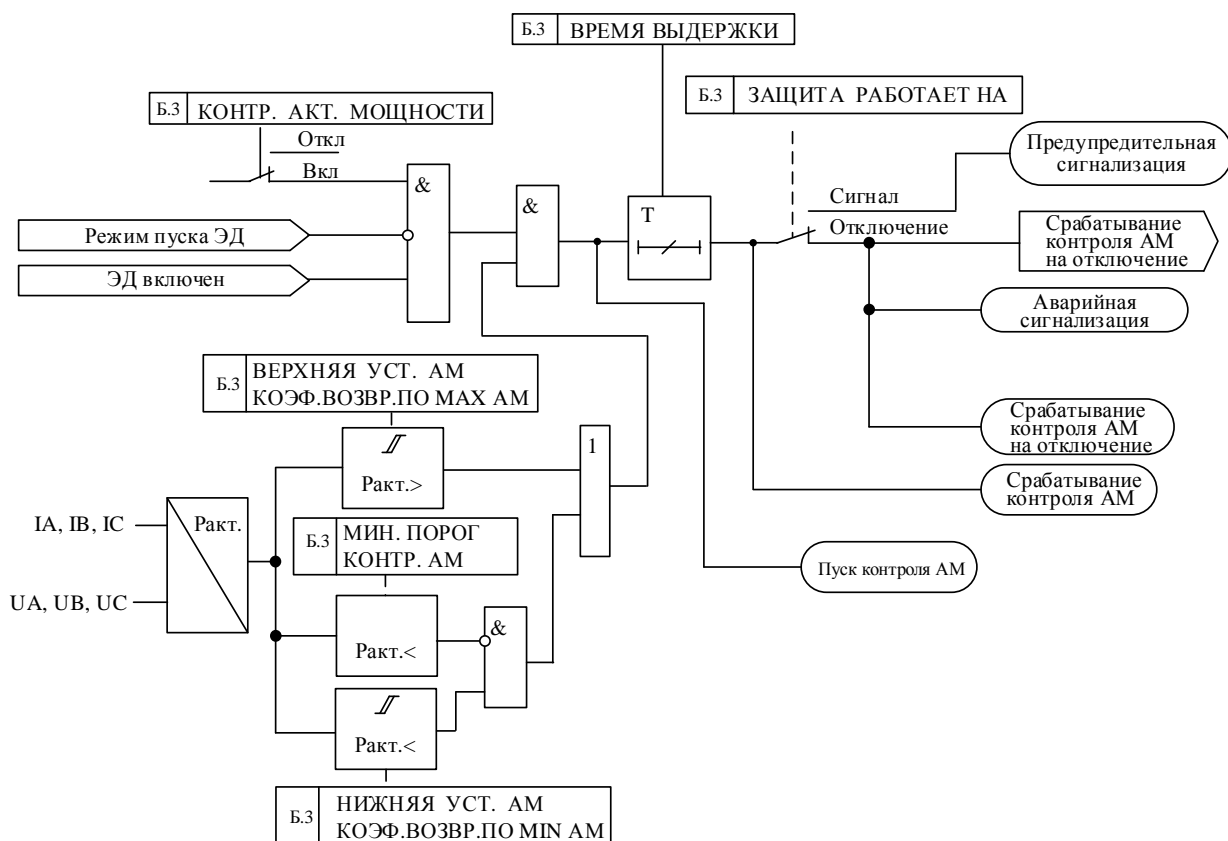 Б.3 ВРЕМЯ ВЫДЕРЖКИ
Б.3 КОНТР. АКТ. МОЩНОСТИ
Б.3 ЗАЩИТА РАБОТАЕТ НА
Откл
Вкл
Режим пуска ЭД
ЭД включен
&
&
T
Сигнал
Отключение
Предупредительная
сигнализация
Срабатывание
контроля АМ
на отключение
Аварийная
сигнализация
Срабатывание
контроля АМ
на отключение
Срабатывание
контроля АМ
Пуск контроля АМ
Б.3 ВЕРХНЯЯ УСТ. АМ
КОЭФ.ВОЗВР.ПО MAX АМ
Ракт.>
1
IA, IB, IC
UA, UB, UC
Ракт.
Б.3 МИН. ПОРОГ
КОНТР. АМ
Ракт.<
&
Ракт.<
Б.3 НИЖНЯЯ УСТ. АМ
КОЭФ.ВОЗВР.ПО MIN АМ